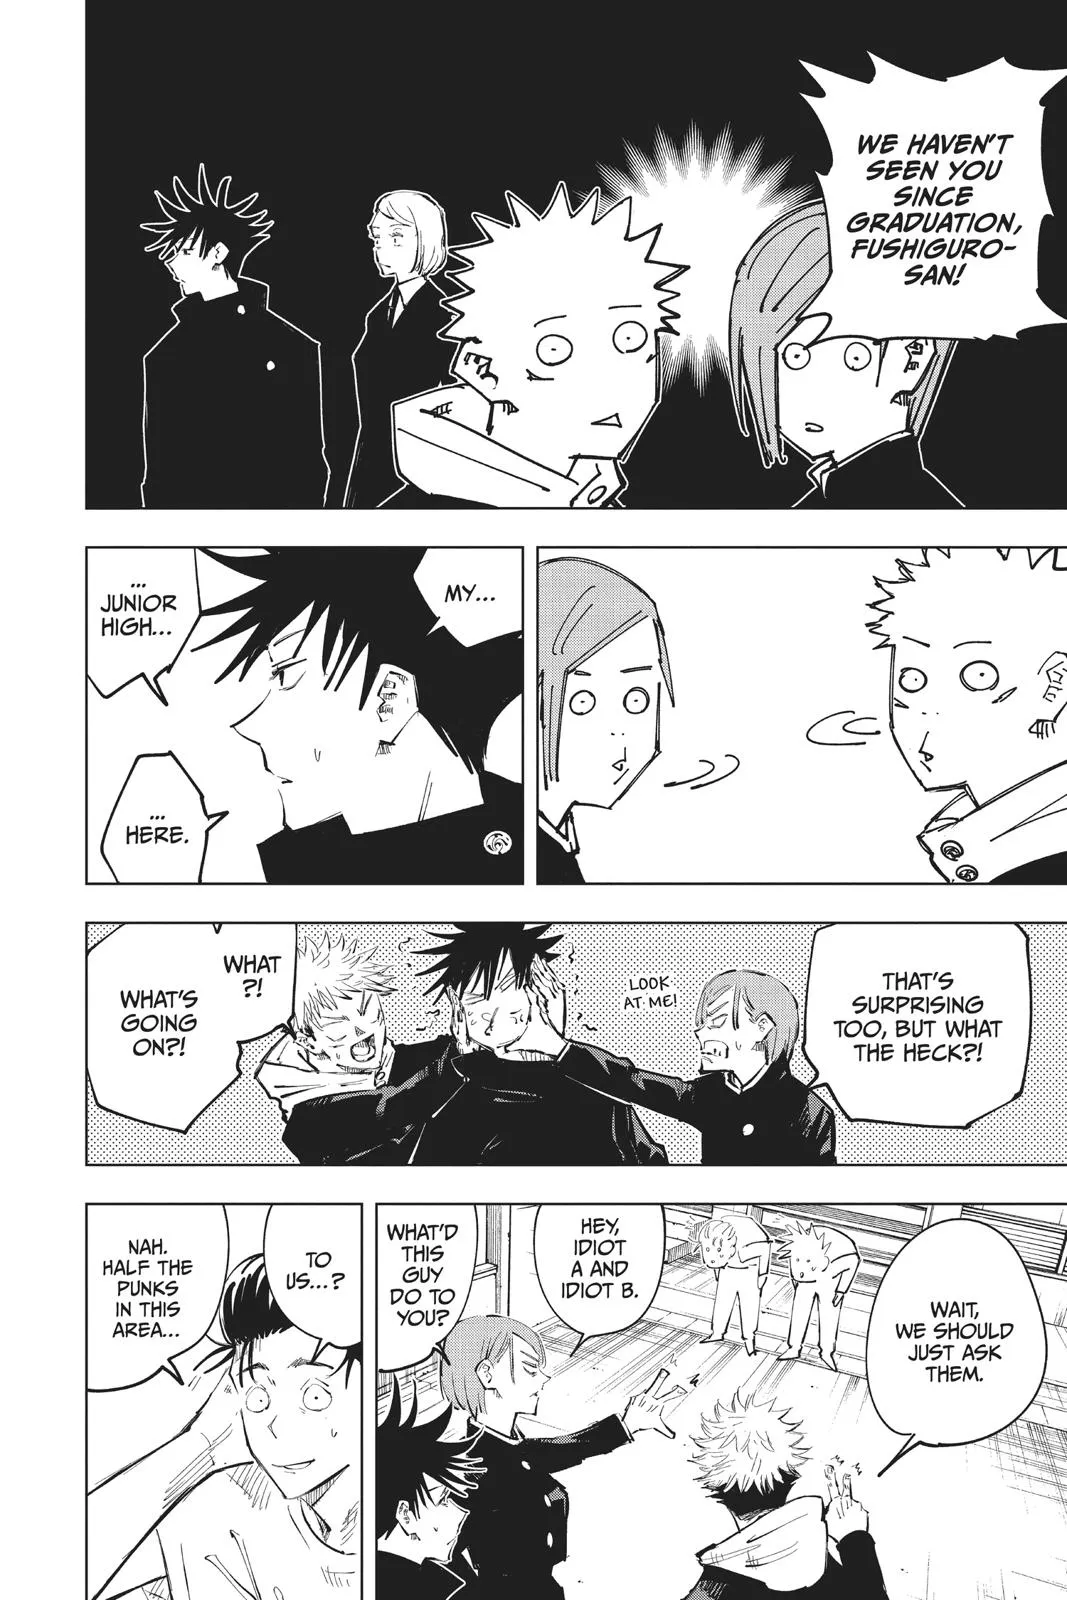 WE HAVEN'T
SEEN YOU
SINCE
GRADUATION,
FUSHIGURO-
SAN!
MY...
...
JUNIOR
HIGH...
...
HERE.
THAT'S
SURPRISING
TOO, BUT WHAT
THE HECK?!
LOOK
AT ME!
WHAT
?!
WHAT'S
GOING
ON?!
WAIT,
WE SHOULD
JUST ASK
THEM.
HEY,
IDIOT
A AND
IDIOT B.
WHAT'D
THIS
GUY
DO TO
YOU?
TO
US...?
NAH.
HALF THE
PUNKS
IN THIS
AREA...